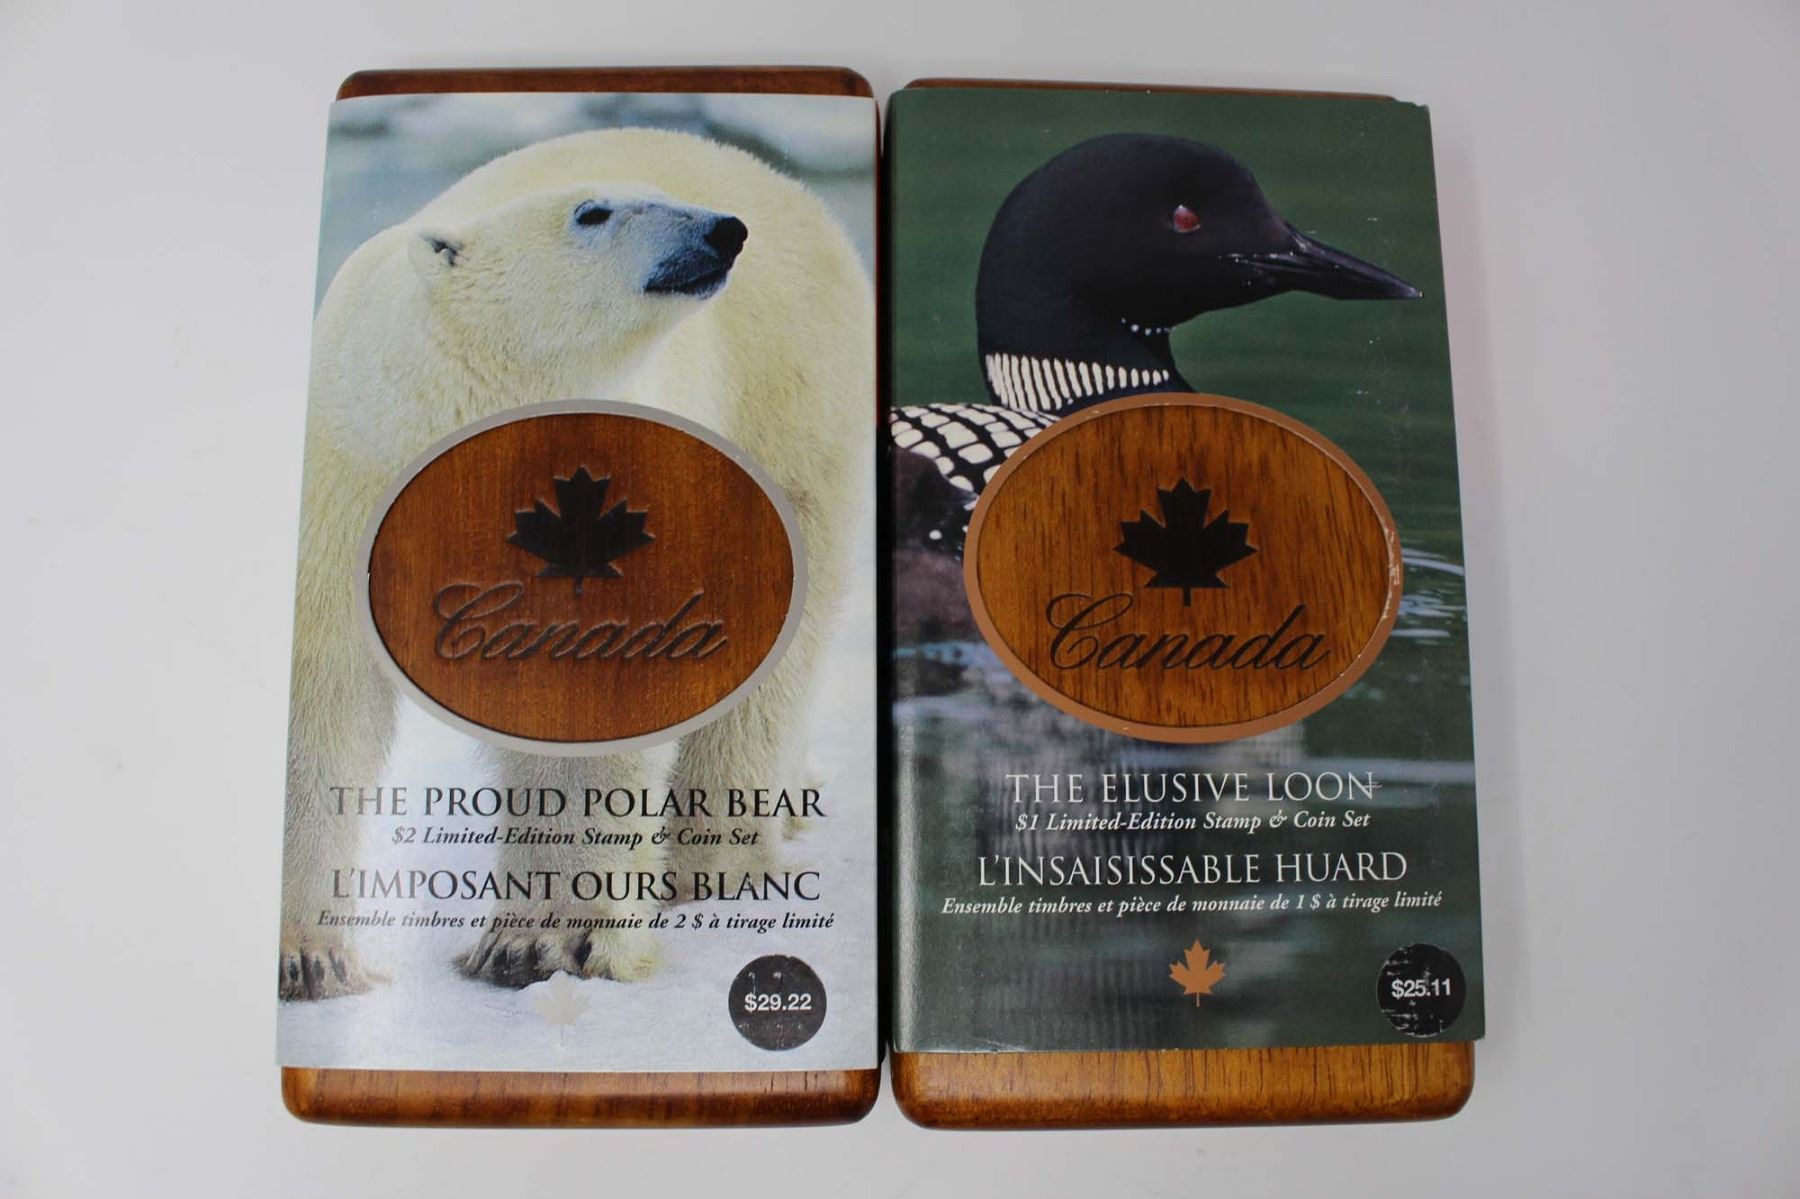 Canada
THE PROUD POLAR BEAR
$2 Limited-Edition Stamp & Coin Set
L'IMPOSANT OURS BLANC
Ensemble timbres et pièce de monnaie de 2 $ à tirage limité
$29.22
Canada
THE ELUSIVE LOON
$1 Limited-Edition Stamp & Coin Set
L'INSAISISSABLE HUARD
Ensemble timbres et pièce de monnaie de 1 $ à tirage limité
$25.11